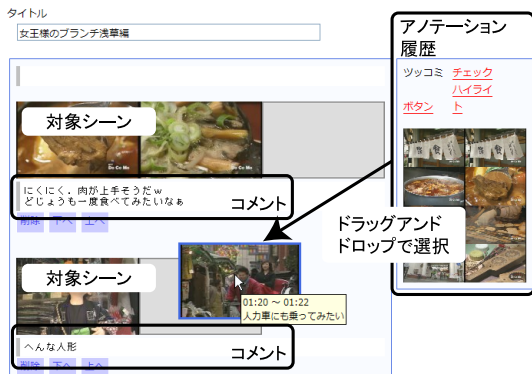 タイトル
女王様のブランチ浅草編
アノテーション
履歴
ツッコミ チェック
ハイライ
ボタン ト
対象シーン
にくにく．肉が上手そうだｗ
どじょうも一度食べてみたいなぁ
コメント
削除 下へ 上へ
ドラッグアンド
ドロップで選択
対象シーン
01:20 ～ 01:22
人力車にも乗ってみたい
へんな人形
コメント
削除 下へ 上へ